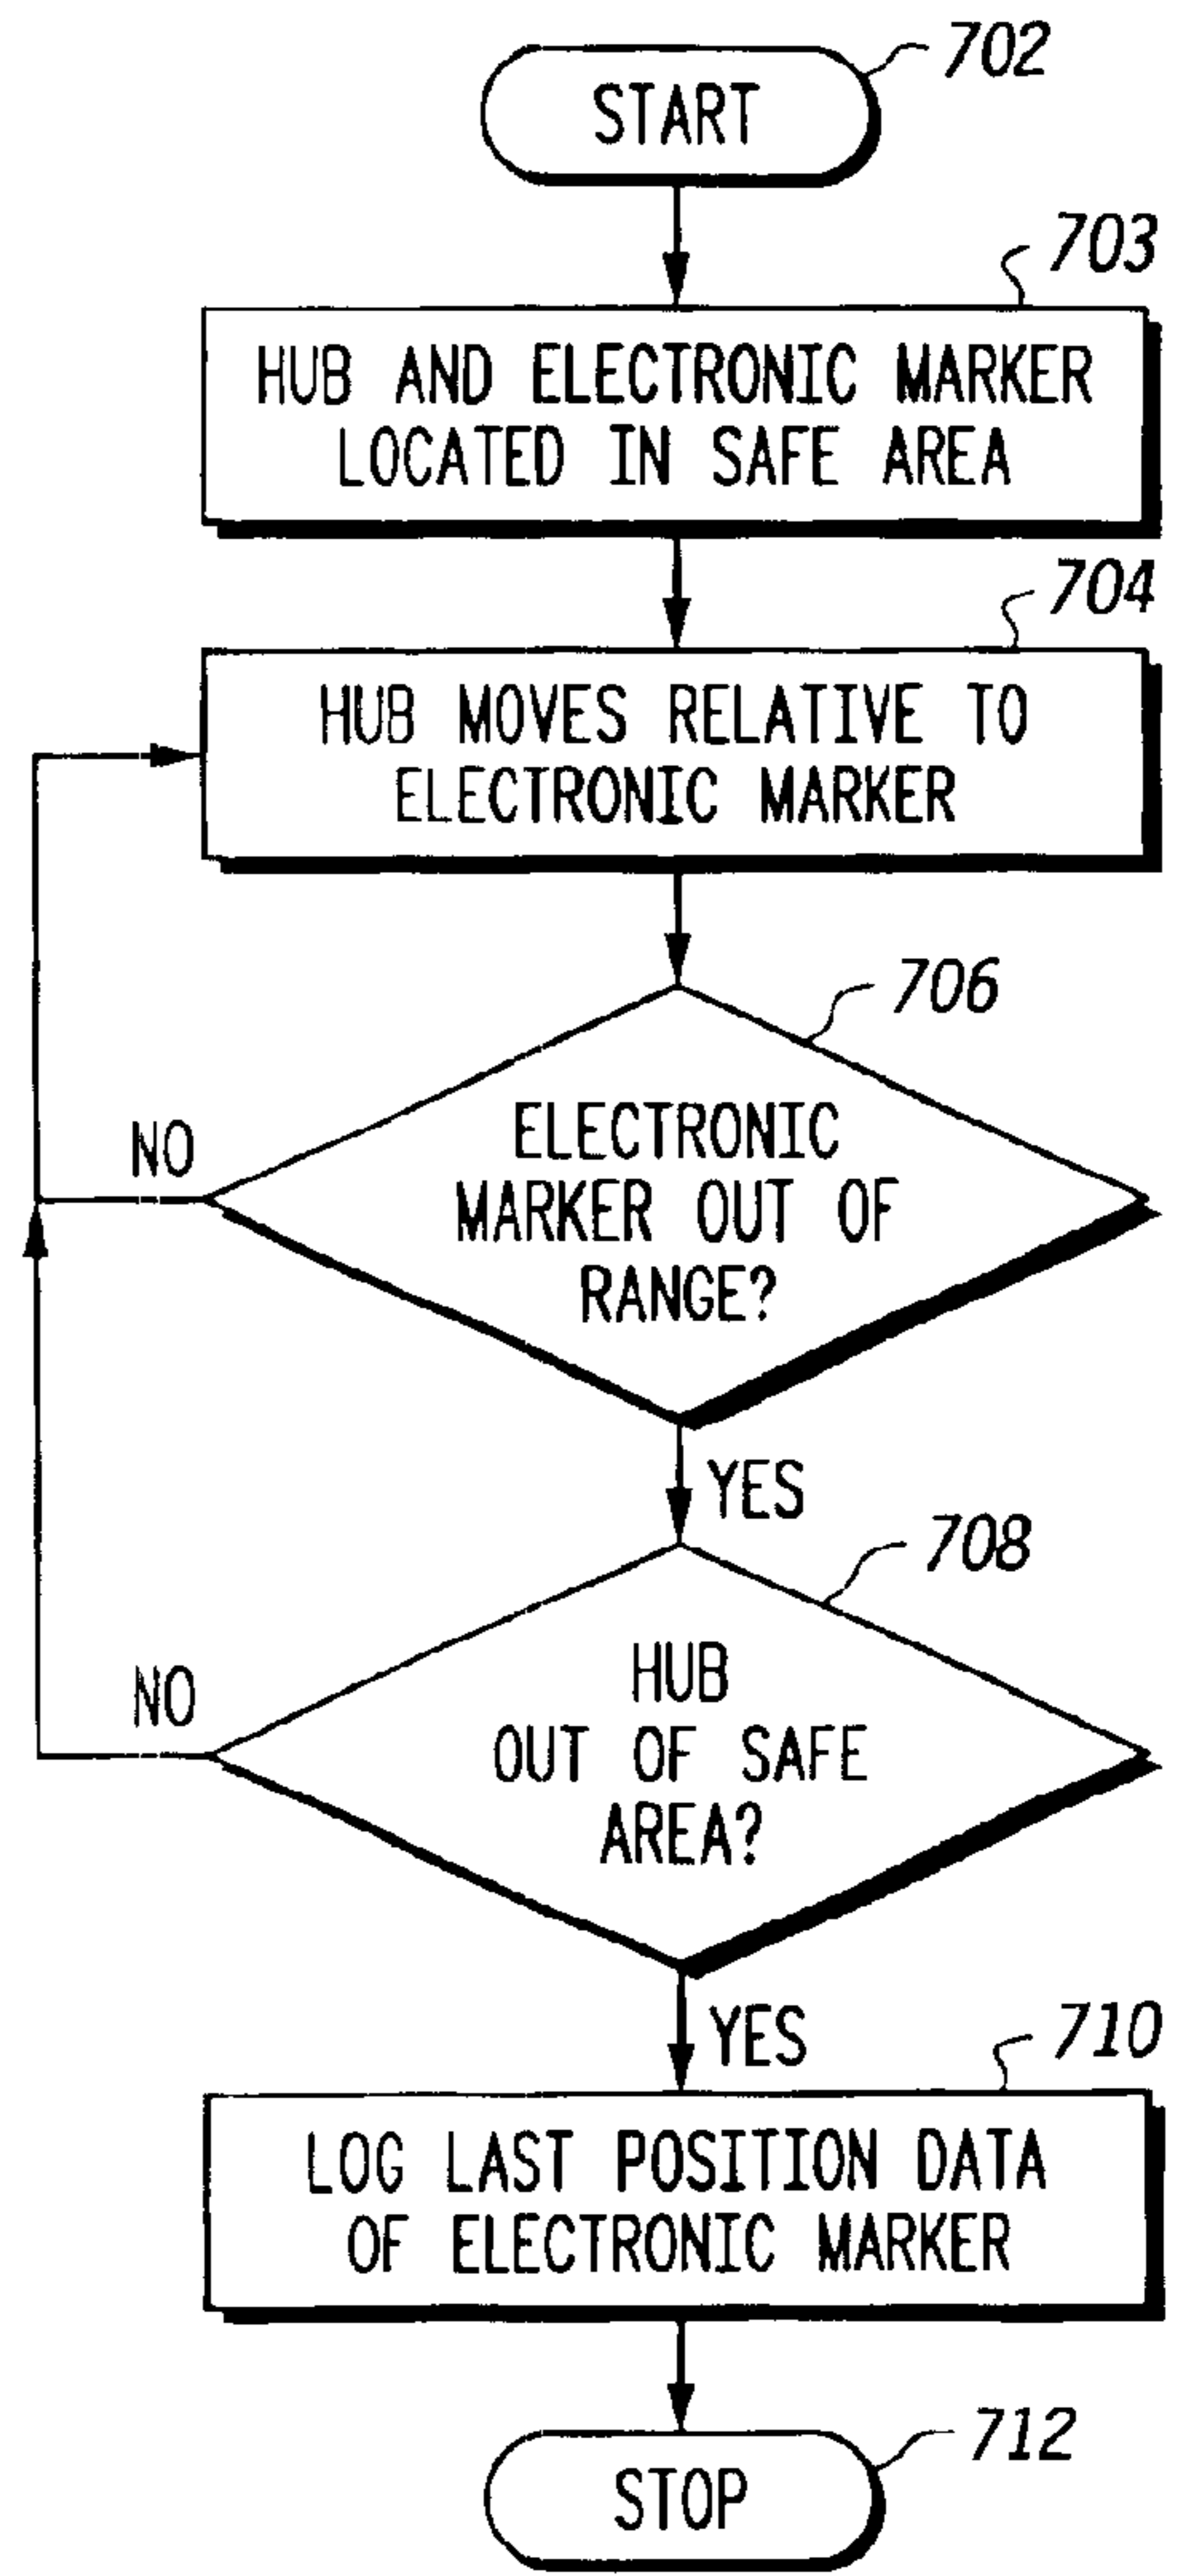 702
START
703
HUB AND ELECTRONIC MARKER
LOCATED IN SAFE AREA
704
HUB MOVES RELATIVE TO
ELECTRONIC MARKER
706
ELECTRONIC
MARKER OUT OF
RANGE?
NO
YES
708
HUB
OUT OF SAFE
AREA?
NO
YES
710
LOG LAST POSITION DATA
OF ELECTRONIC MARKER
712
STOP